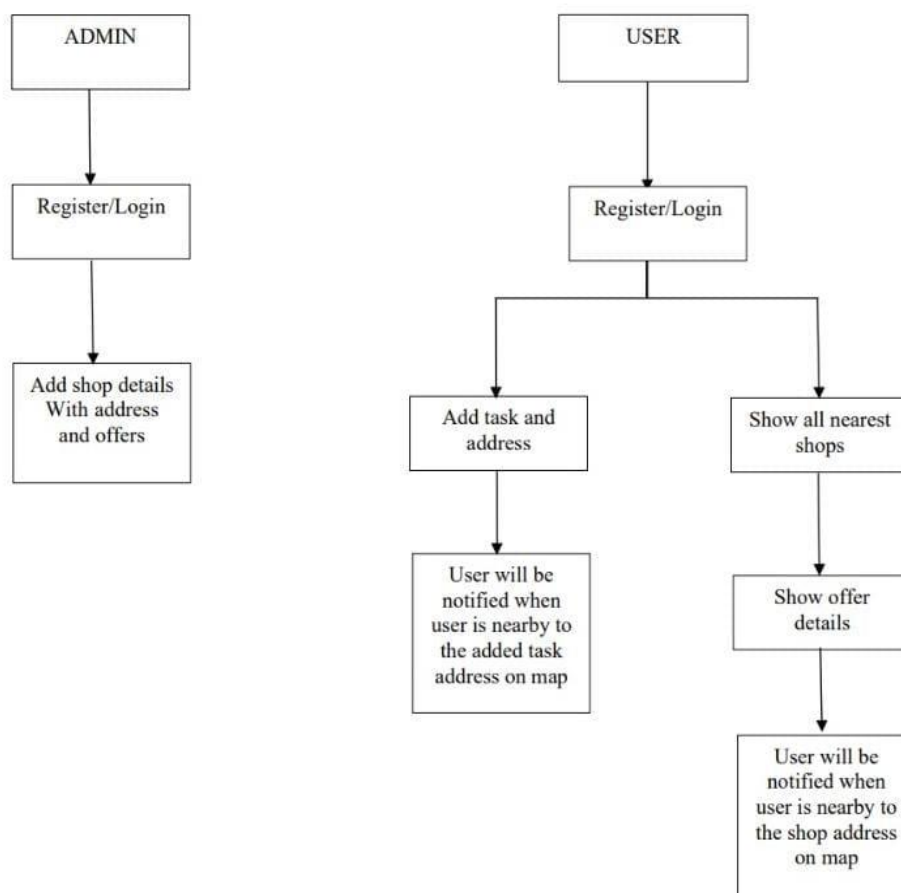 ADMIN
USER
Register/Login
Register/Login
Add shop details
With address
and offers
Add task and
address
Show all nearest
shops
User will be
notified when
user is nearby to
the added task
address on map
Show offer
details
User will be
notified when
user is nearby to
the shop address
on map